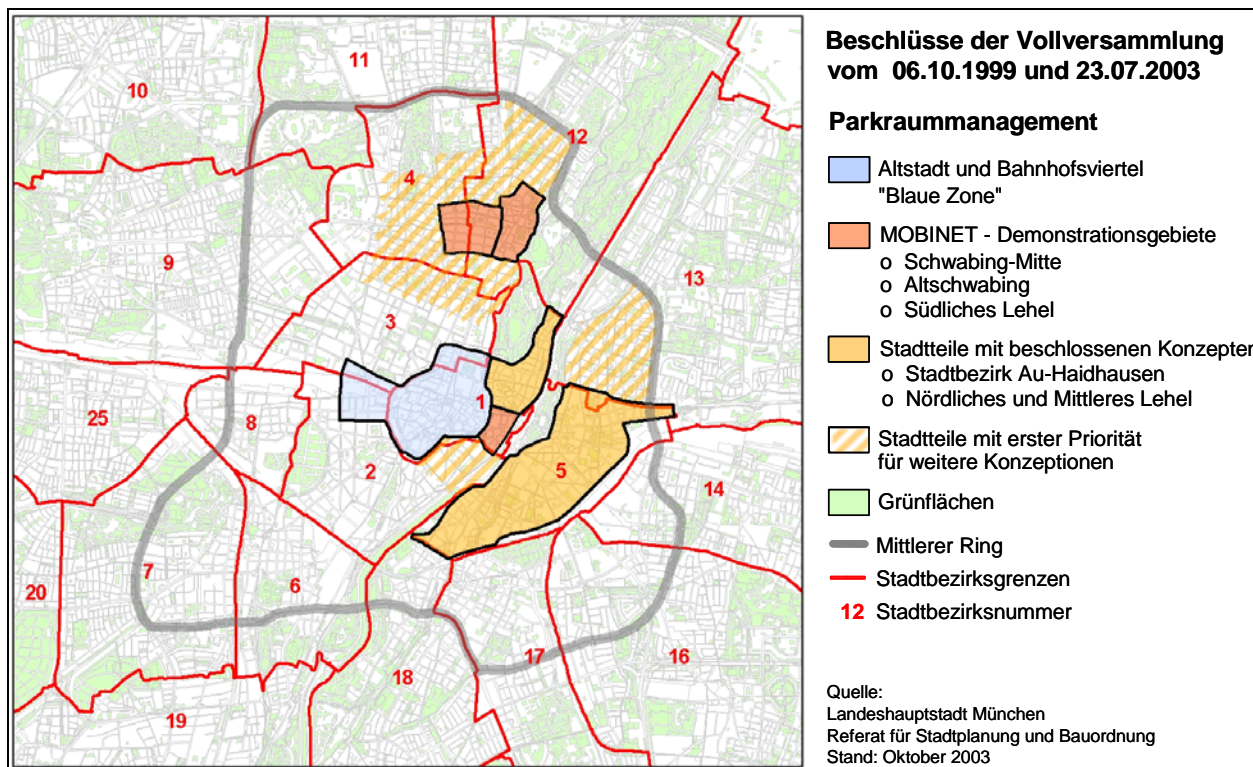 Beschlüsse der Vollversammlung
vom 06.10.1999 und 23.07.2003
Parkraummanagement
Altstadt und Bahnhofsviertel
"Blaue Zone"
MOBINET - Demonstrationsgebiete
o Schwabing-Mitte
o Altschwabing
o Südliches Lehel
Stadtteile mit beschlossenen Konzepten
o Stadtbezirk Au-Haidhausen
o Nördliches und Mittleres Lehel
Stadtteile mit erster Priorität
für weitere Konzeptionen
Grünflächen
Mittlerer Ring
Stadtbezirksgrenzen
12 Stadtbezirksnummer
Quelle:
Landeshauptstadt München
Referat für Stadtplanung und Bauordnung
Stand: Oktober 2003
11
10
12
4
9
13
3
1
25
8
2
5
14
7
6
20
17
16
18
19